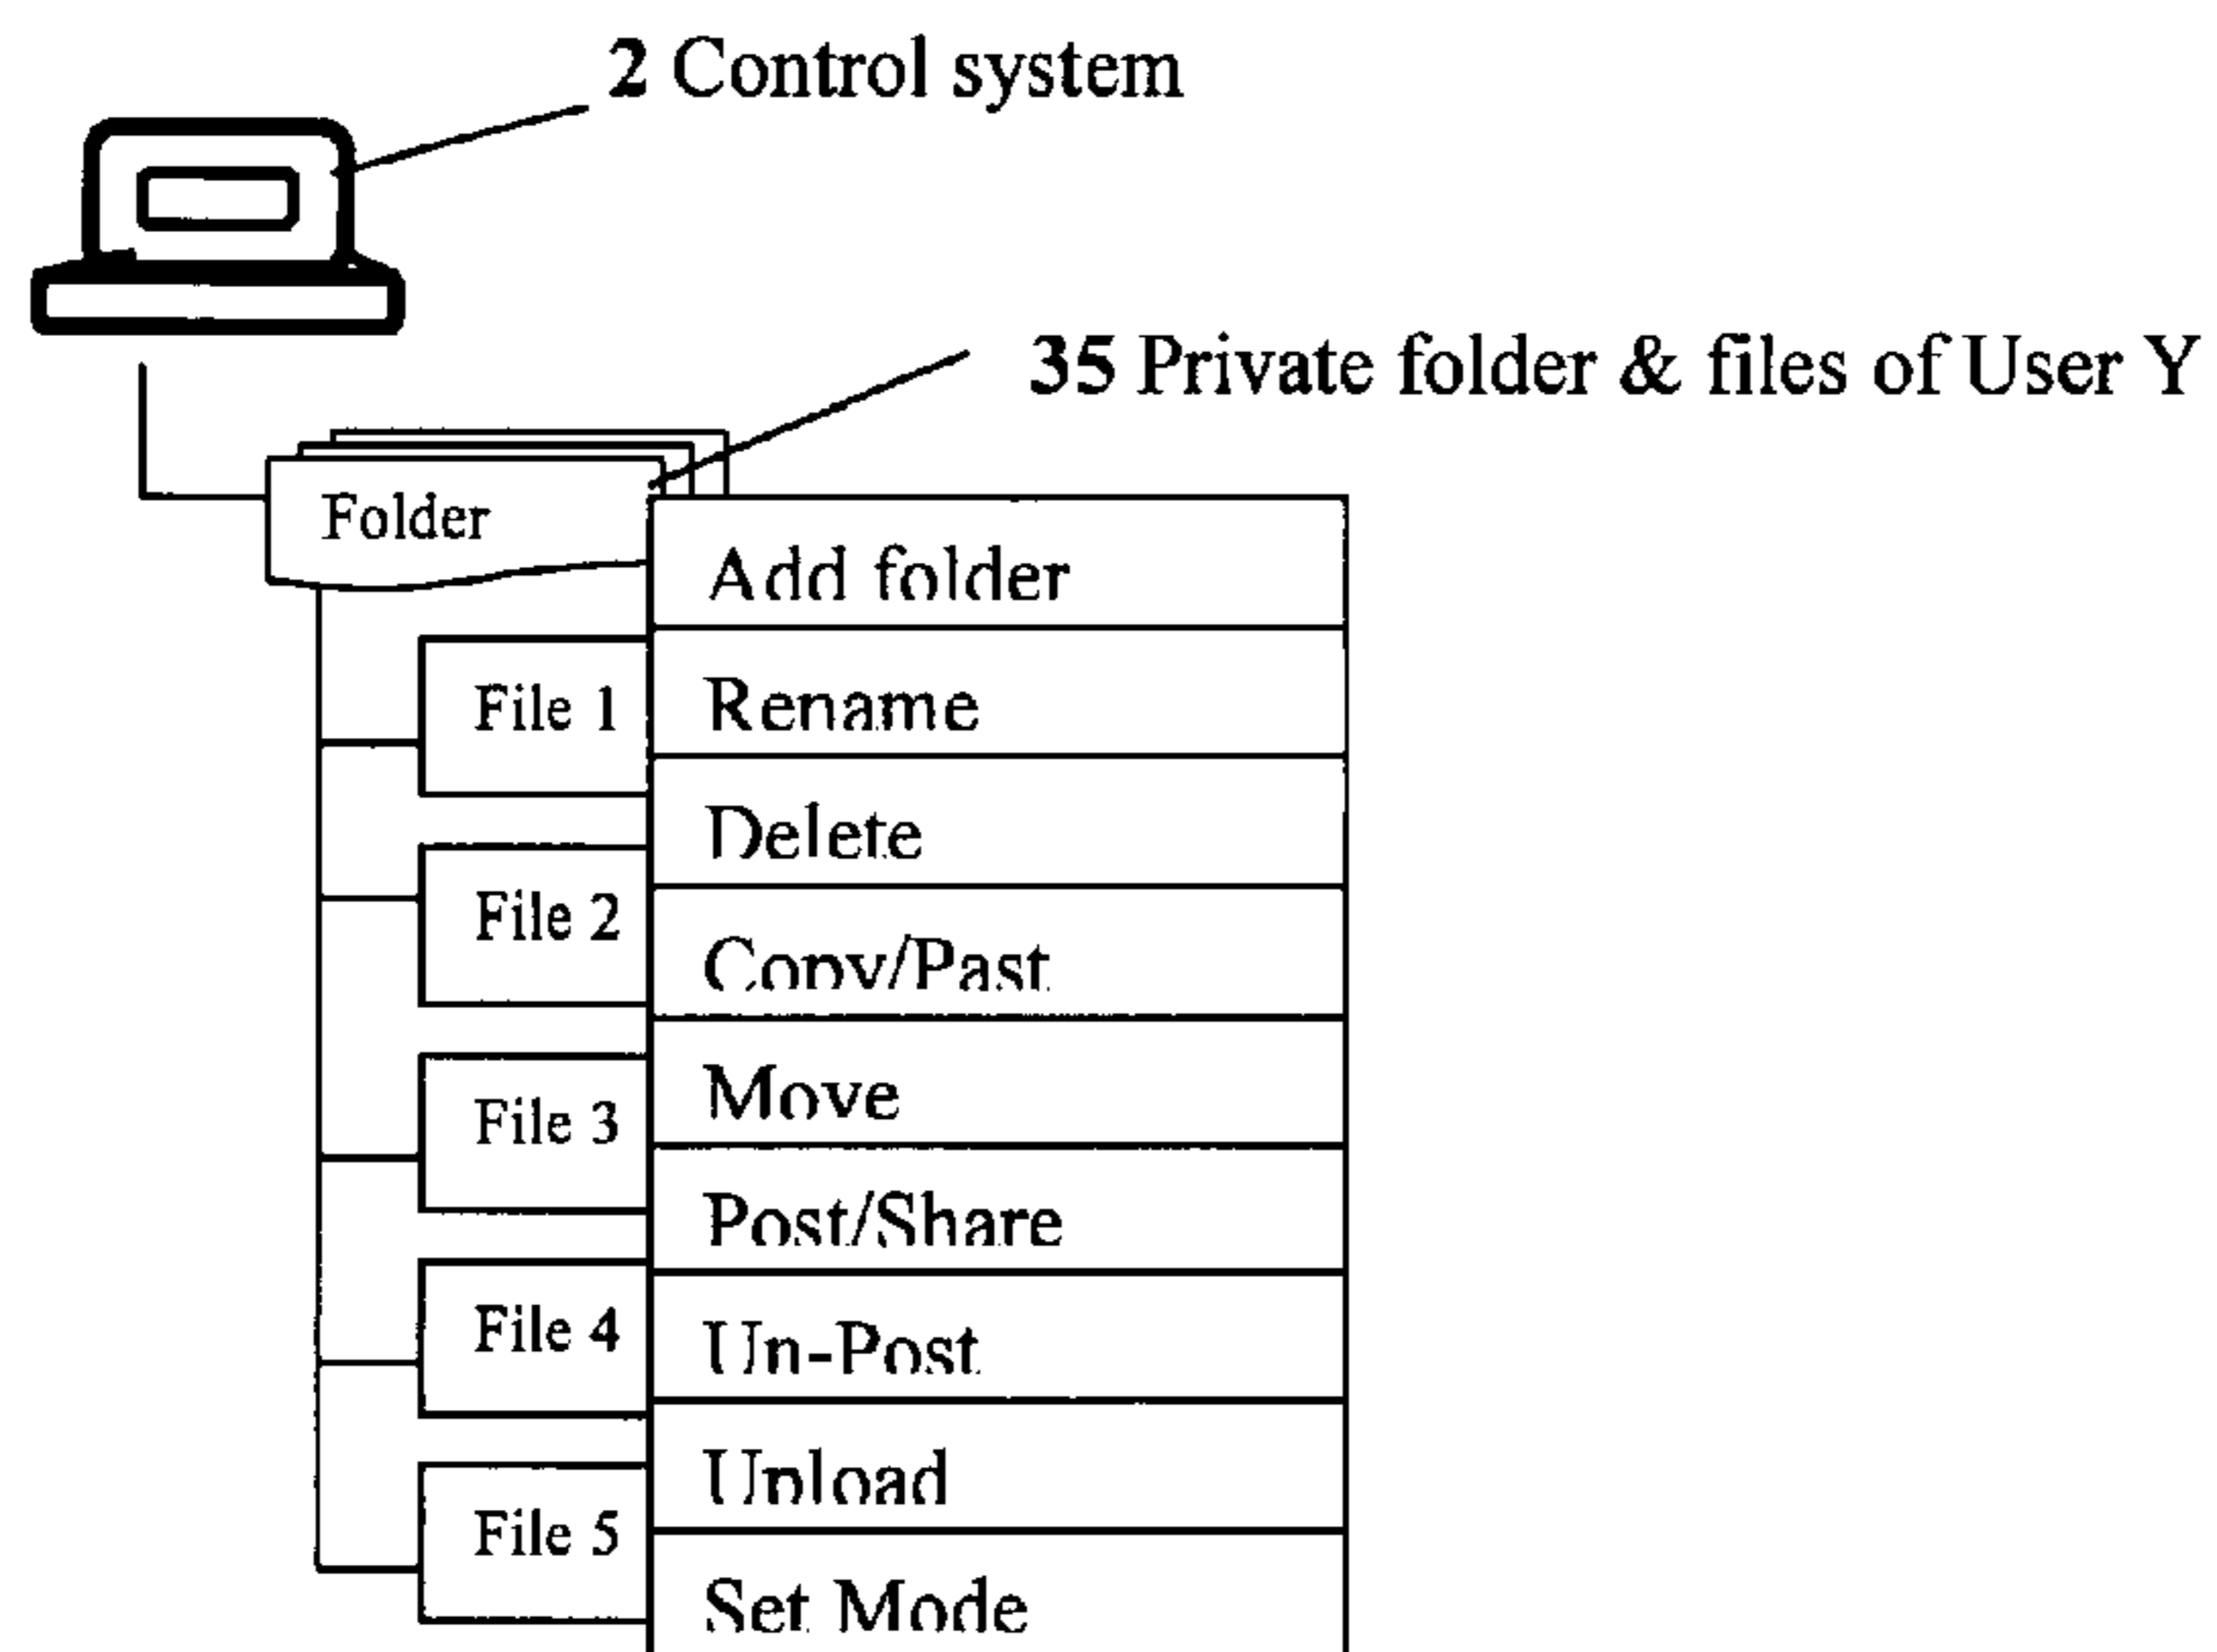 2 Control system
35 Private folder & files of User Y
Folder
Add folder
File 1
Rename
Delete
File 2
Copy/Past
File 3
Move
Post/Share
File 4
Un-Post
Upload
File 5
Set Mode